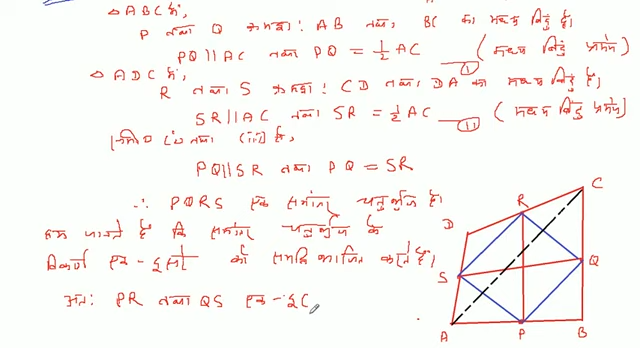 △ABC में,
P तथा Q क्रमशः AB तथा BC का मध्य बिंदु है।
PQ || AC तथा PQ = 1/2 AC —(i) (मध्य बिंदु प्रमेय)
△ADC में,
R तथा S क्रमशः CD तथा DA का मध्य बिंदु है,
SR || AC तथा SR = 1/2 AC —(ii) (मध्य बिंदु प्रमेय)
समी० (i) तथा (ii) से,
PQ || SR तथा PQ = SR
∴ PQRS एक समांतर चतुर्भुज है।
हम जानते हैं कि समांतर चतुर्भुज के
विकर्ण एक-दूसरे को समद्विभाजित करते हैं।
अतः PR तथा QS एक-दू
C
R
D
S
Q
A
P
B